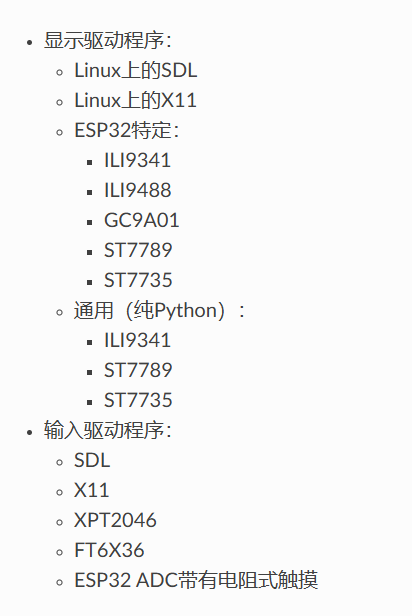 显示驱动程序：
Linux上的SDL
Linux上的X11
ESP32特定：
ILI9341
ILI9488
GC9A01
ST7789
ST7735
通用（纯Python）：
ILI9341
ST7789
ST7735
输入驱动程序：
SDL
X11
XPT2046
FT6X36
ESP32 ADC带有电阻式触摸